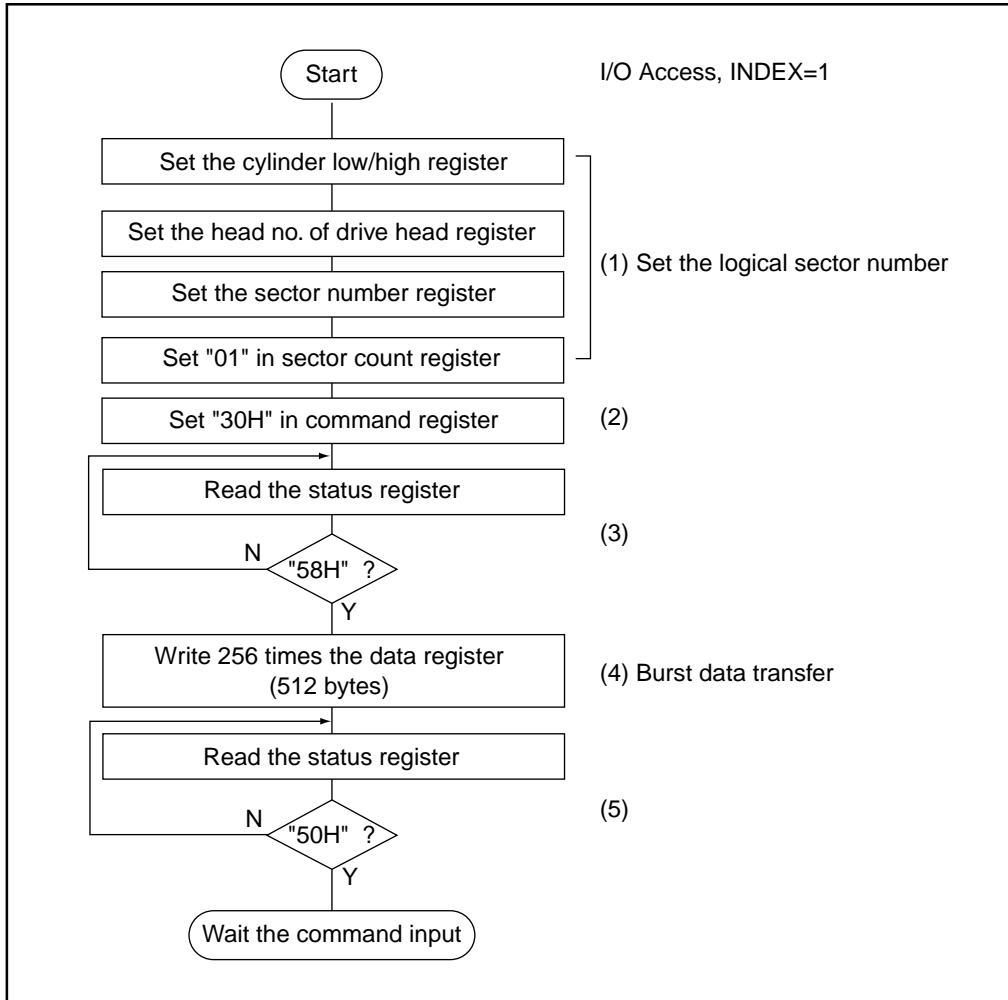 Start
I/O Access, INDEX=1
Set the cylinder low/high register
Set the head no. of drive head register
(1) Set the logical sector number
Set the sector number register
Set "01" in sector count register
Set "30H" in command register
(2)
Read the status register
(3)
N
"58H" ?
Y
Write 256 times the data register
(512 bytes)
(4) Burst data transfer
Read the status register
(5)
N
"50H" ?
Y
Wait the command input